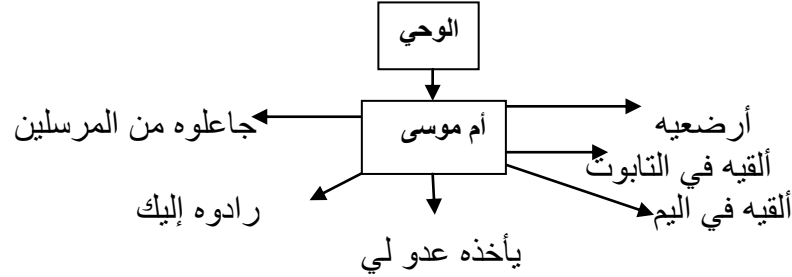 الوحي
أم موسى
أرضعيه
جاعلوه من المرسلين
ألقيه في التابوت
ألقيه في اليم
رادوه إليك
يأخذه عدو لي